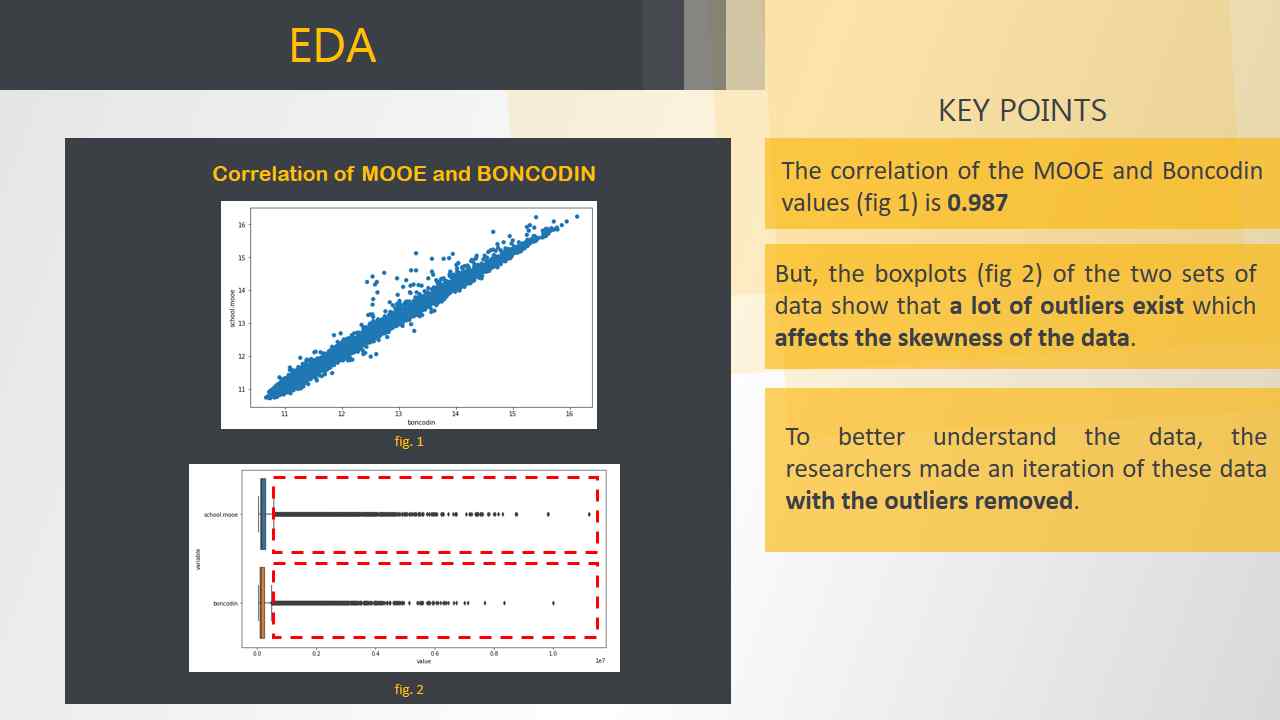 EDA
Correlation of MOOE and BONCODIN
16
15
14
13
12
11
school.mooe
11 12 13 14 15 16
boncodin
fig. 1
school.mooe
variable
boncodin
0.0 0.2 0.4 0.6 0.8 1.0
value
1e7
fig. 2
KEY POINTS
The correlation of the MOOE and Boncodin
values (fig 1) is 0.987
But, the boxplots (fig 2) of the two sets of
data show that a lot of outliers exist which
affects the skewness of the data.
To better understand the data, the
researchers made an iteration of these data
with the outliers removed.